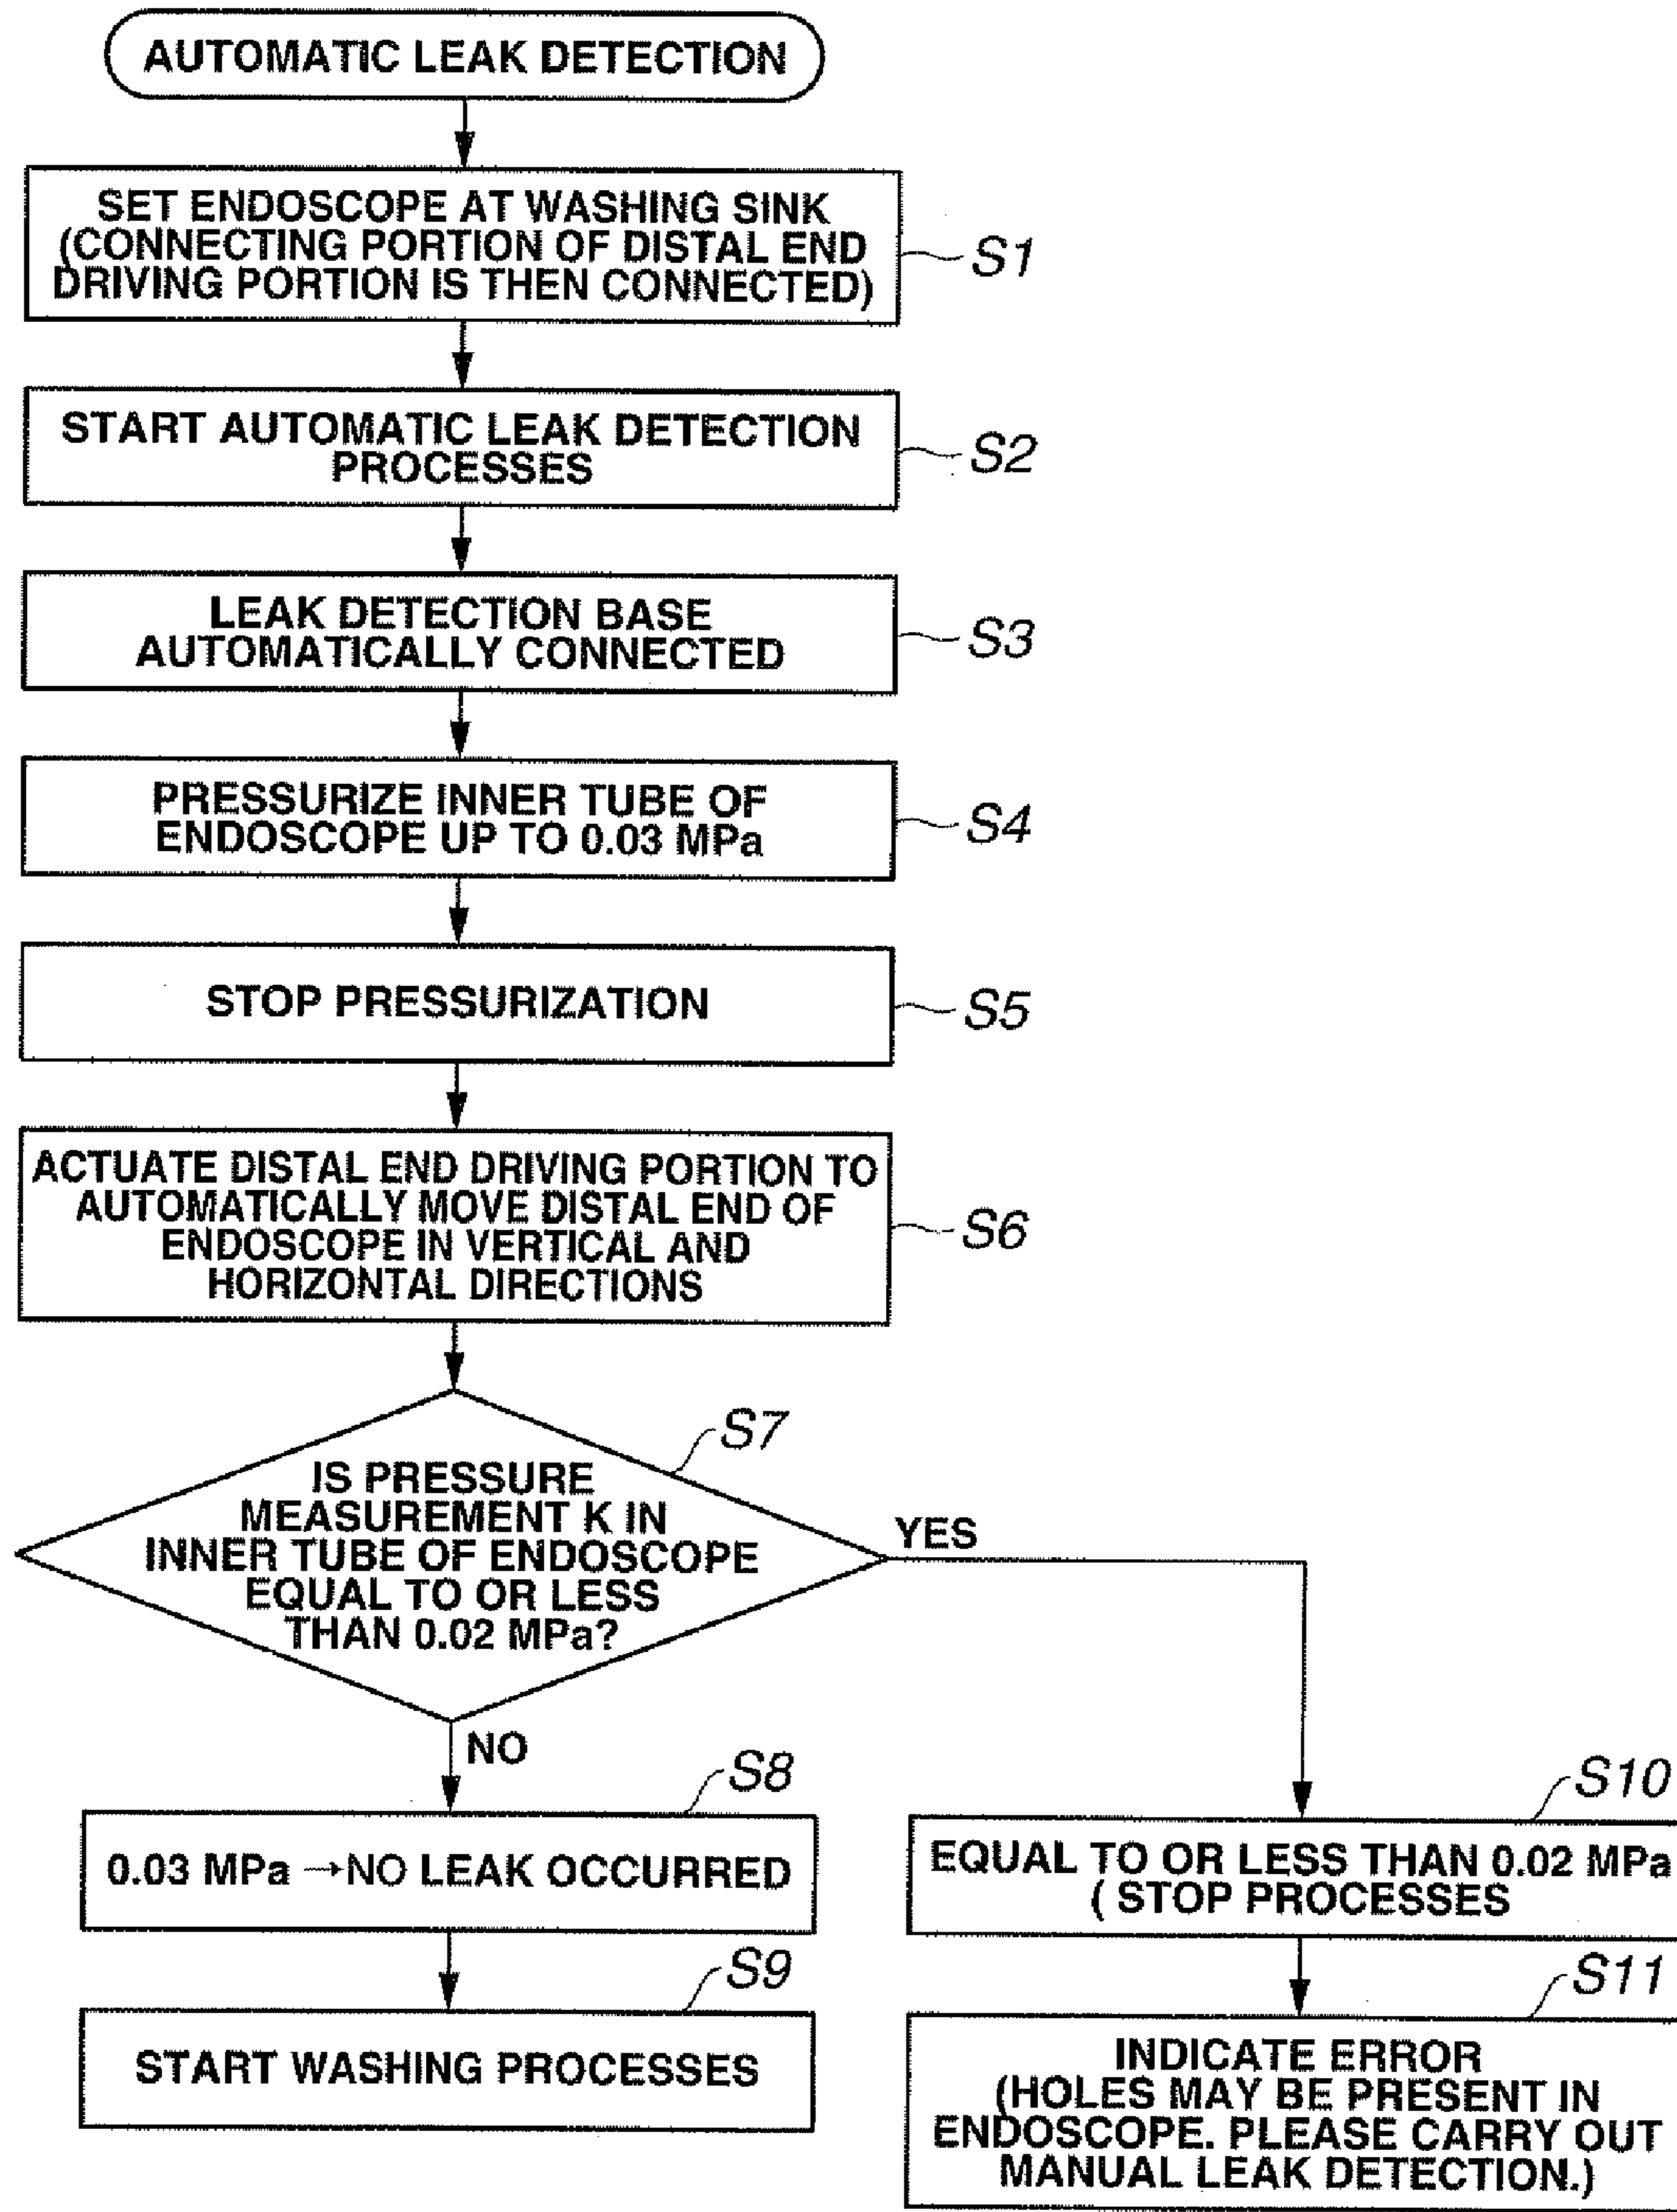 AUTOMATIC LEAK DETECTION
SET ENDOSCOPE AT WASHING SINK
(CONNECTING PORTION OF DISTAL END
DRIVING PORTION IS THEN CONNECTED)
S1
START AUTOMATIC LEAK DETECTION
PROCESSES
S2
LEAK DETECTION BASE
AUTOMATICALLY CONNECTED
S3
PRESSURIZE INNER TUBE OF
ENDOSCOPE UP TO 0.03 MPa
S4
STOP PRESSURIZATION
S5
ACTUATE DISTAL END DRIVING PORTION TO
AUTOMATICALLY MOVE DISTAL END OF
ENDOSCOPE IN VERTICAL AND
HORIZONTAL DIRECTIONS
S6
S7
IS PRESSURE
MEASUREMENT K IN
INNER TUBE OF ENDOSCOPE
EQUAL TO OR LESS
THAN 0.02 MPa?
YES
NO
S8
0.03 MPa →NO LEAK OCCURRED
S9
START WASHING PROCESSES
S10
EQUAL TO OR LESS THAN 0.02 MPa
( STOP PROCESSES
S11
INDICATE ERROR
(HOLES MAY BE PRESENT IN
ENDOSCOPE. PLEASE CARRY OUT
MANUAL LEAK DETECTION.)